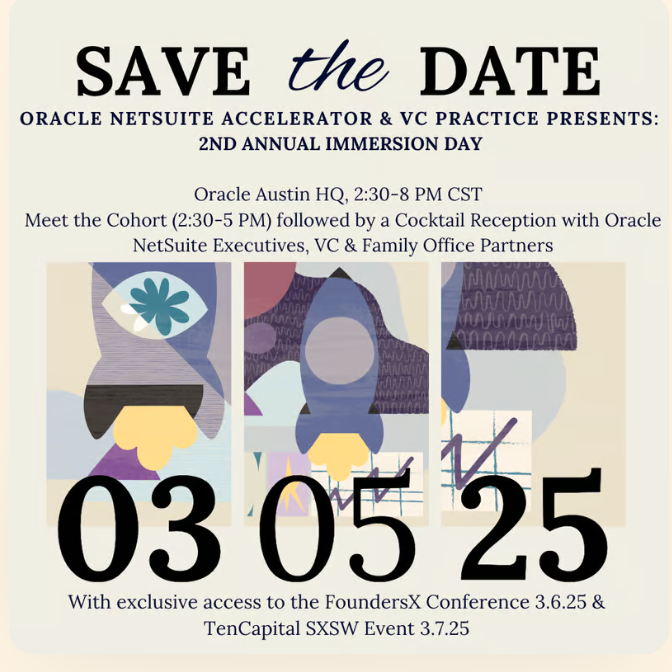 SAVE the DATE
ORACLE NETSUITE ACCELERATOR & VC PRACTICE PRESENTS:
2ND ANNUAL IMMERSION DAY
Oracle Austin HQ, 2:30-8 PM CST
Meet the Cohort (2:30-5 PM) followed by a Cocktail Reception with Oracle
NetSuite Executives, VC & Family Office Partners
03 05 25
With exclusive access to the FoundersX Conference 3.6.25 &
TenCapital SXSW Event 3.7.25